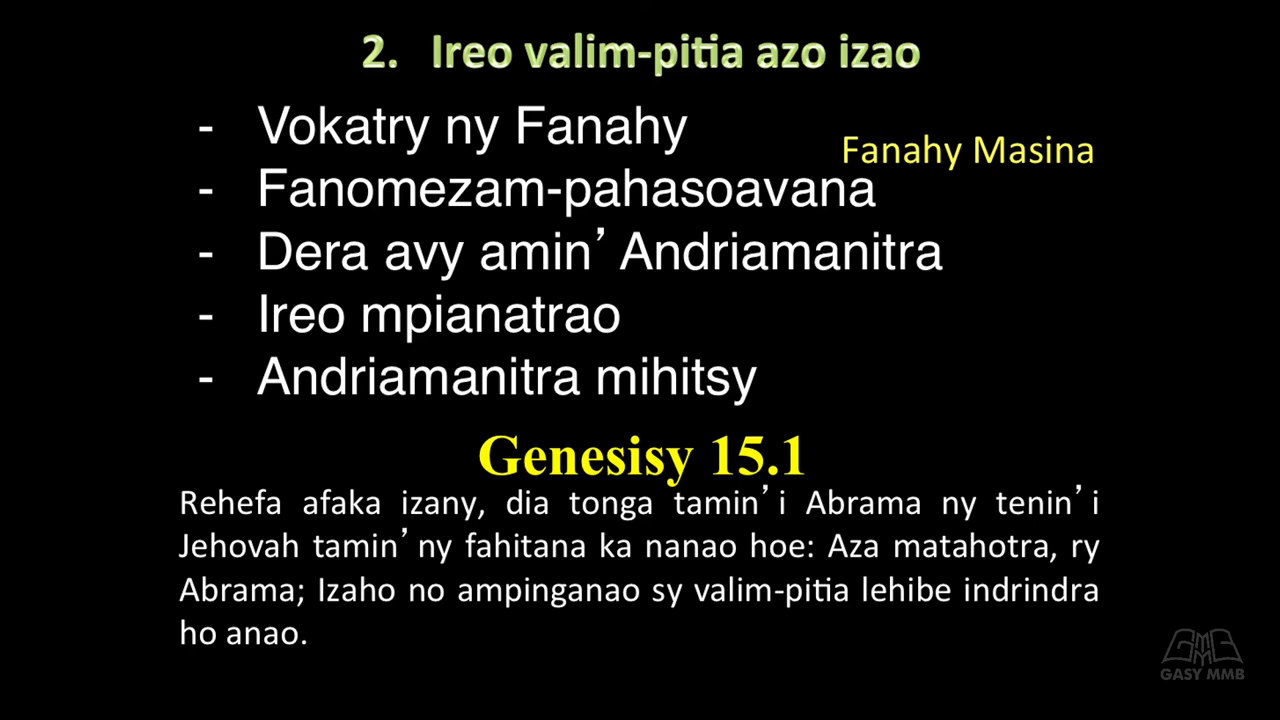 2. Ireo valim-pitia azo izao
- Vokatry ny Fanahy
Fanahy Masina
- Fanomezam-pahasoavana
- Dera avy amin’ Andriamanitra
- Ireo mpianatrao
- Andriamanitra mihitsy
Genesisy 15.1
Rehefa afaka izany, dia tonga tamin’i Abrama ny tenin’i
Jehovah tamin’ny fahitana ka nanao hoe: Aza matahotra, ry
Abrama; Izaho no ampinganao sy valim-pitia lehibe indrindra
ho anao.
GASY MMB